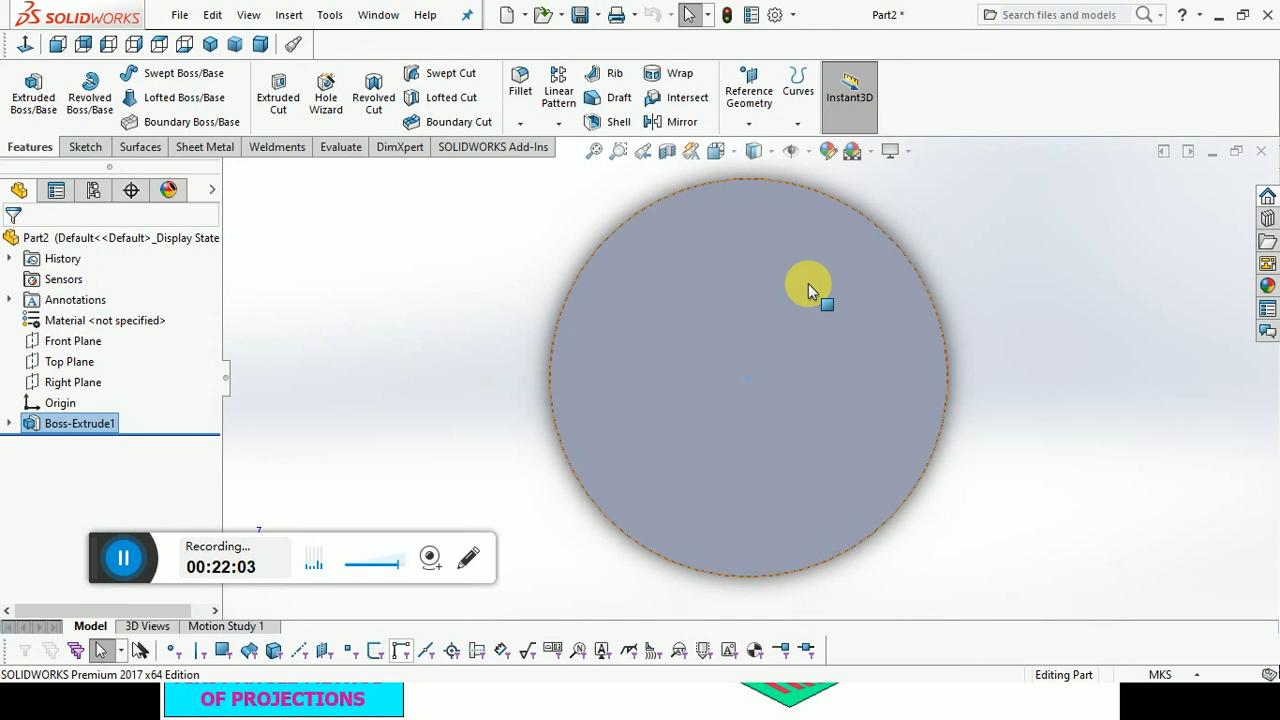 SOLIDWORKS
File
Edit
View
Insert
Tools
Window
Help
Part2 *
Search files and models
?
Extruded Boss/Base
Revolved Boss/Base
Swept Boss/Base
Lofted Boss/Base
Boundary Boss/Base
Extruded Cut
Hole Wizard
Revolved Cut
Swept Cut
Lofted Cut
Boundary Cut
Fillet
Linear Pattern
Rib
Draft
Shell
Wrap
Intersect
Mirror
Reference Geometry
Curves
Instant3D
Features
Sketch
Surfaces
Sheet Metal
Weldments
Evaluate
DimXpert
SOLIDWORKS Add-Ins
Part2 (Default<<Default>_Display State
History
Sensors
Annotations
Material <not specified>
Front Plane
Top Plane
Right Plane
Origin
Boss-Extrude1
Recording...
00:22:03
Model
3D Views
Motion Study 1
SOLIDWORKS Premium 2017 x64 Edition
Editing Part
MKS
OF PROJECTIONS